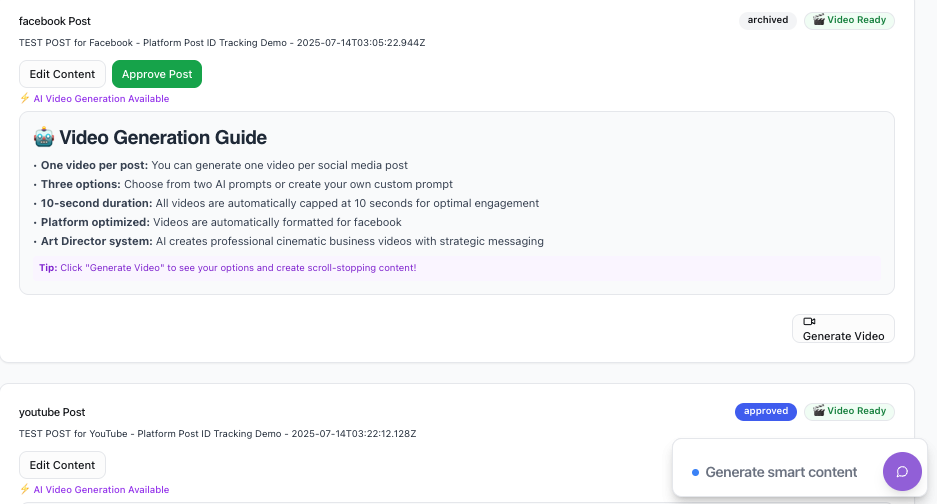 facebook Post
archived
🎬 Video Ready
TEST POST for Facebook - Platform Post ID Tracking Demo - 2025-07-14T03:05:22.944Z
Edit Content
Approve Post
⚡ AI Video Generation Available
🤖 Video Generation Guide
• One video per post: You can generate one video per social media post
• Three options: Choose from two AI prompts or create your own custom prompt
• 10-second duration: All videos are automatically capped at 10 seconds for optimal engagement
• Platform optimized: Videos are automatically formatted for facebook
• Art Director system: AI creates professional cinematic business videos with strategic messaging
Tip: Click "Generate Video" to see your options and create scroll-stopping content!
Generate Video
youtube Post
approved
🎬 Video Ready
TEST POST for YouTube - Platform Post ID Tracking Demo - 2025-07-14T03:22:12.128Z
Edit Content
⚡ AI Video Generation Available
Generate smart content